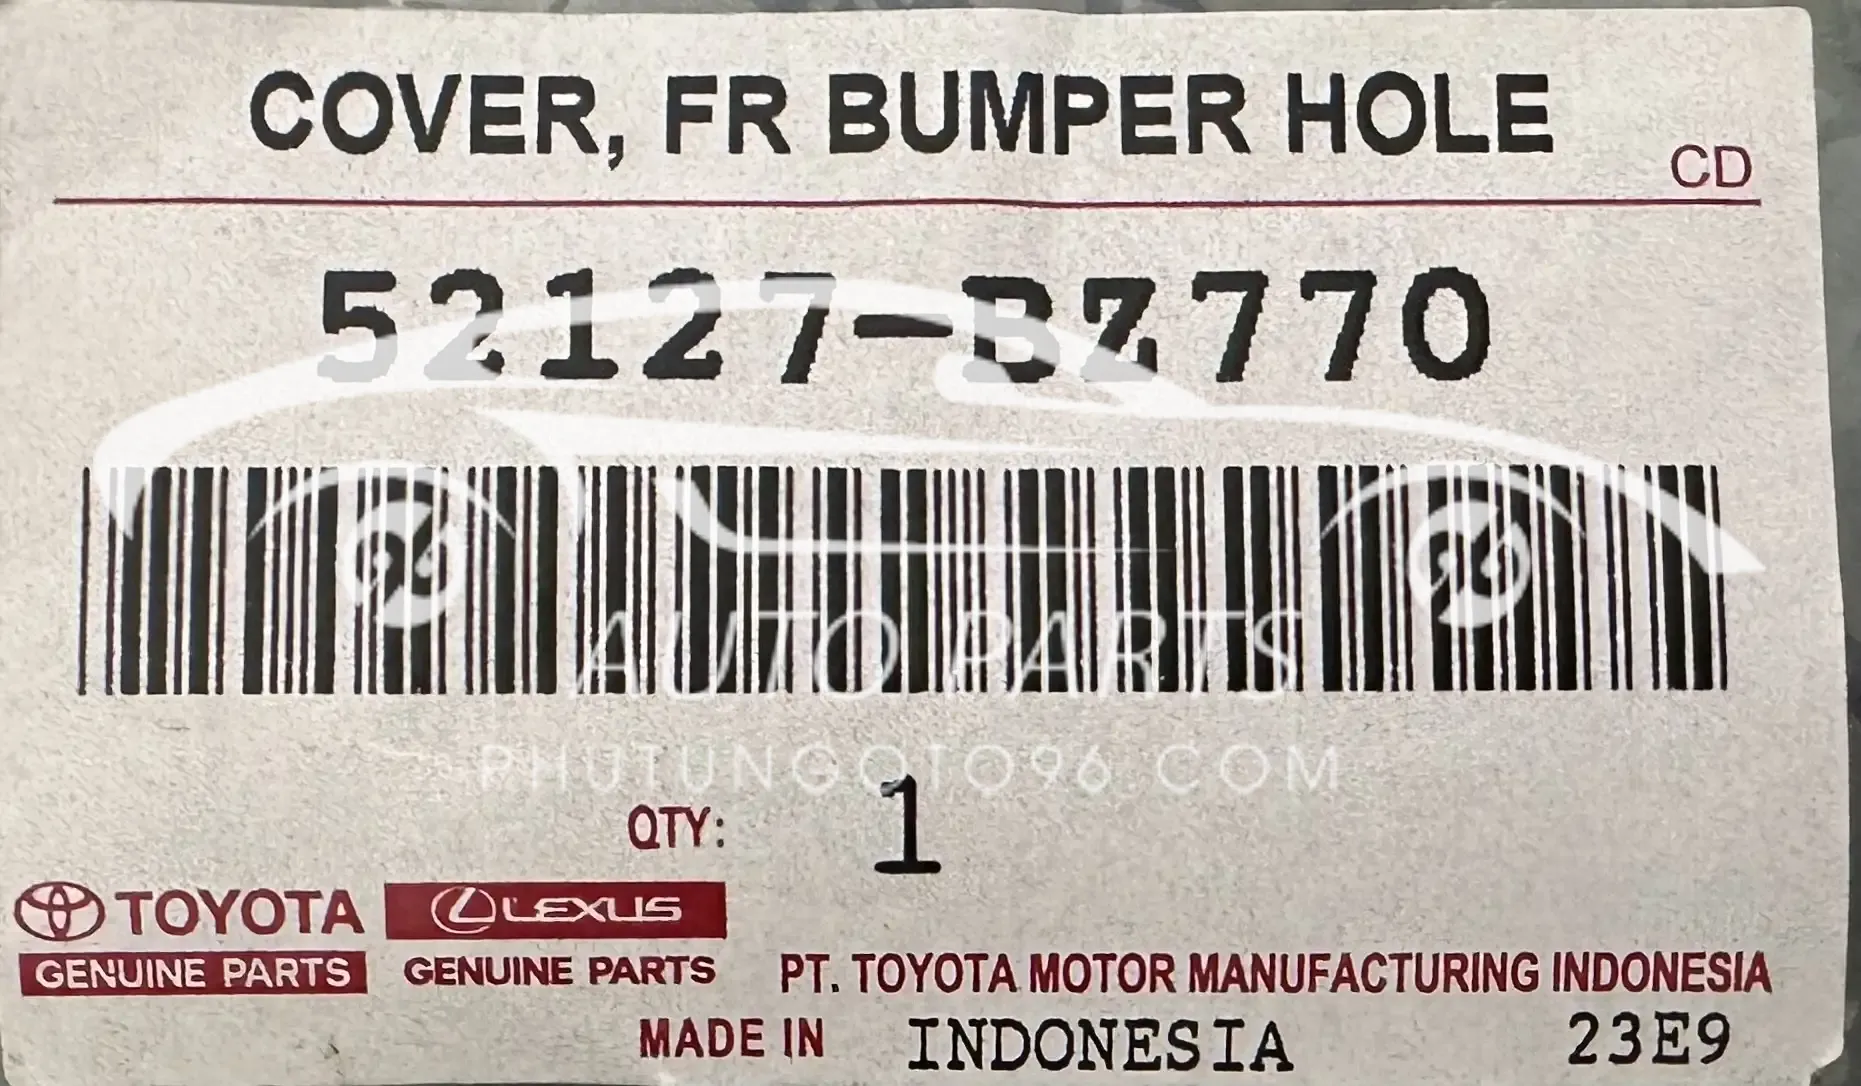 COVER, FR BUMPER HOLE
CD
52127-BZ770
AUTO PARTS
PHUTUNGOTO96.COM
QTY: 1
TOYOTA LEXUS
GENUINE PARTS GENUINE PARTS PT. TOYOTA MOTOR MANUFACTURING INDONESIA
MADE IN INDONESIA 23E9